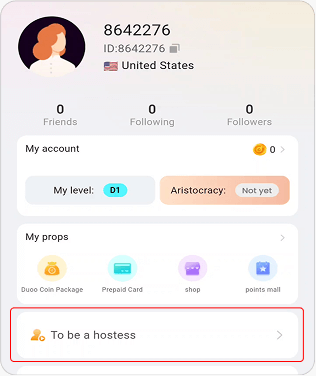 8642276
ID:8642276
United States
0 0 0
Friends Following Followers
My account 0
My level: D1 Aristocracy: Not yet
My props
Duoo Coin Package Prepaid Card shop points mall
To be a hostess